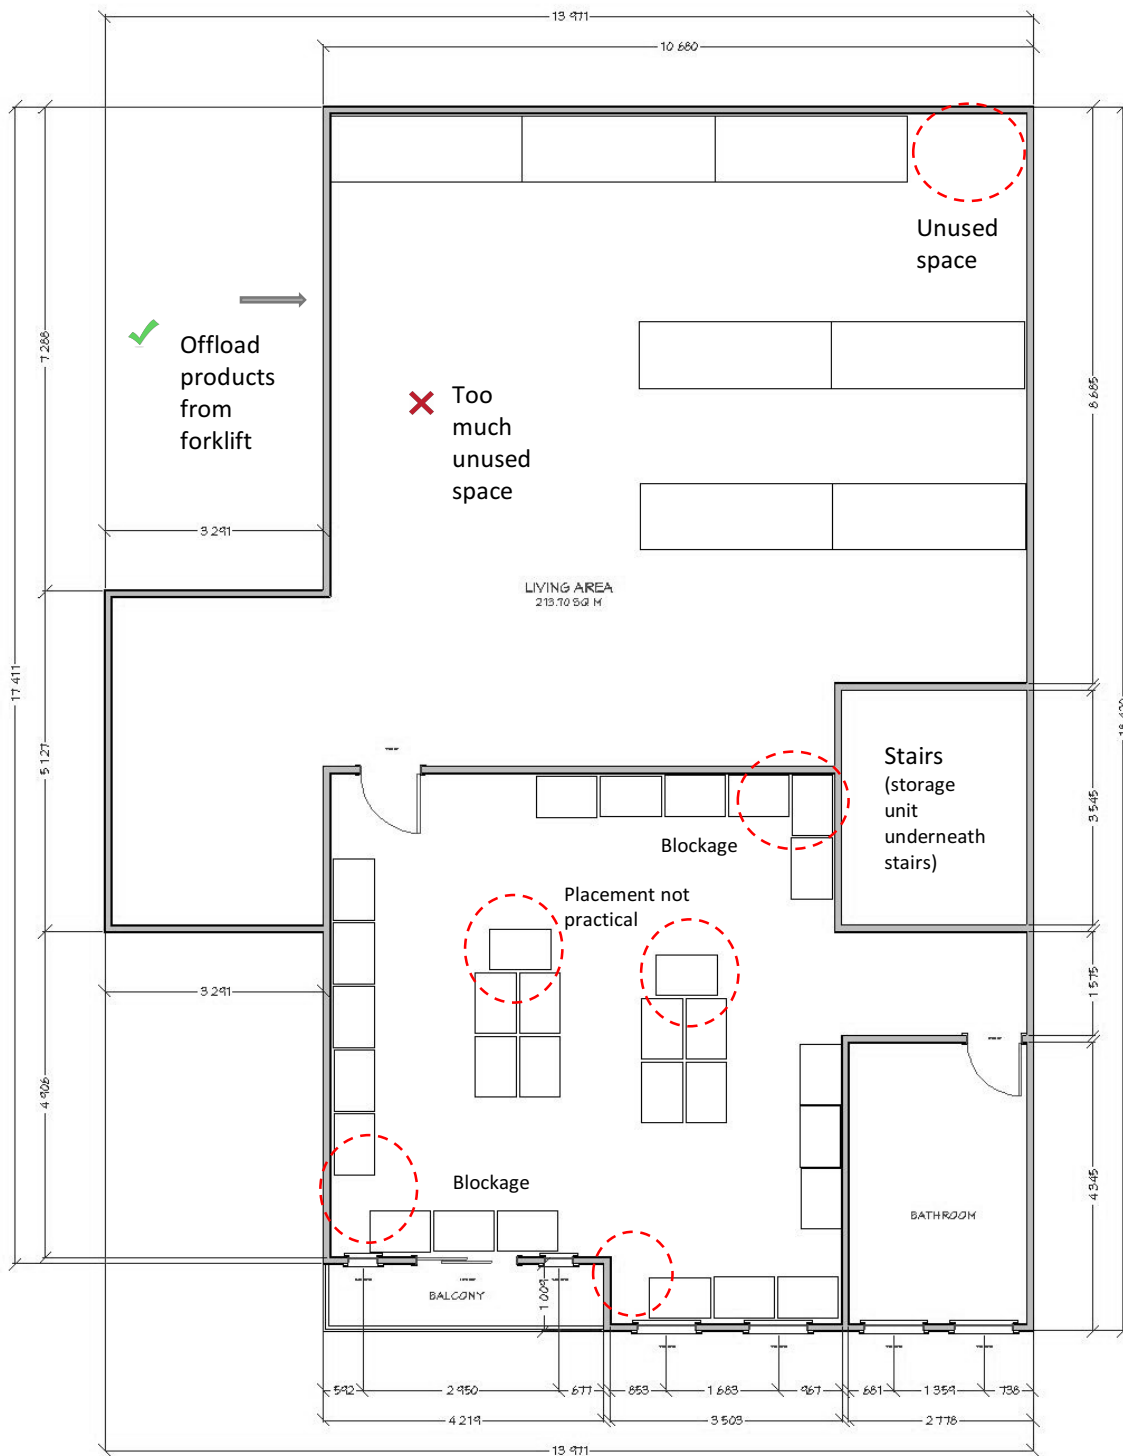 13 971
10 680
Unused
space
Offload
products
from
forklift
7 288
Too
much
unused
space
8 685
3 291
LIVING AREA
213.70 SQ M
17 411
5 127
Stairs
(storage
unit
underneath
stairs)
3 545
Blockage
Placement not
practical
3 291
1 575
4 906
Blockage
4 345
BATHROOM
BALCONY
1 009
592
2 950
677
853
1 683
967
681
1 359
738
4 219
3 503
2 778
13 971